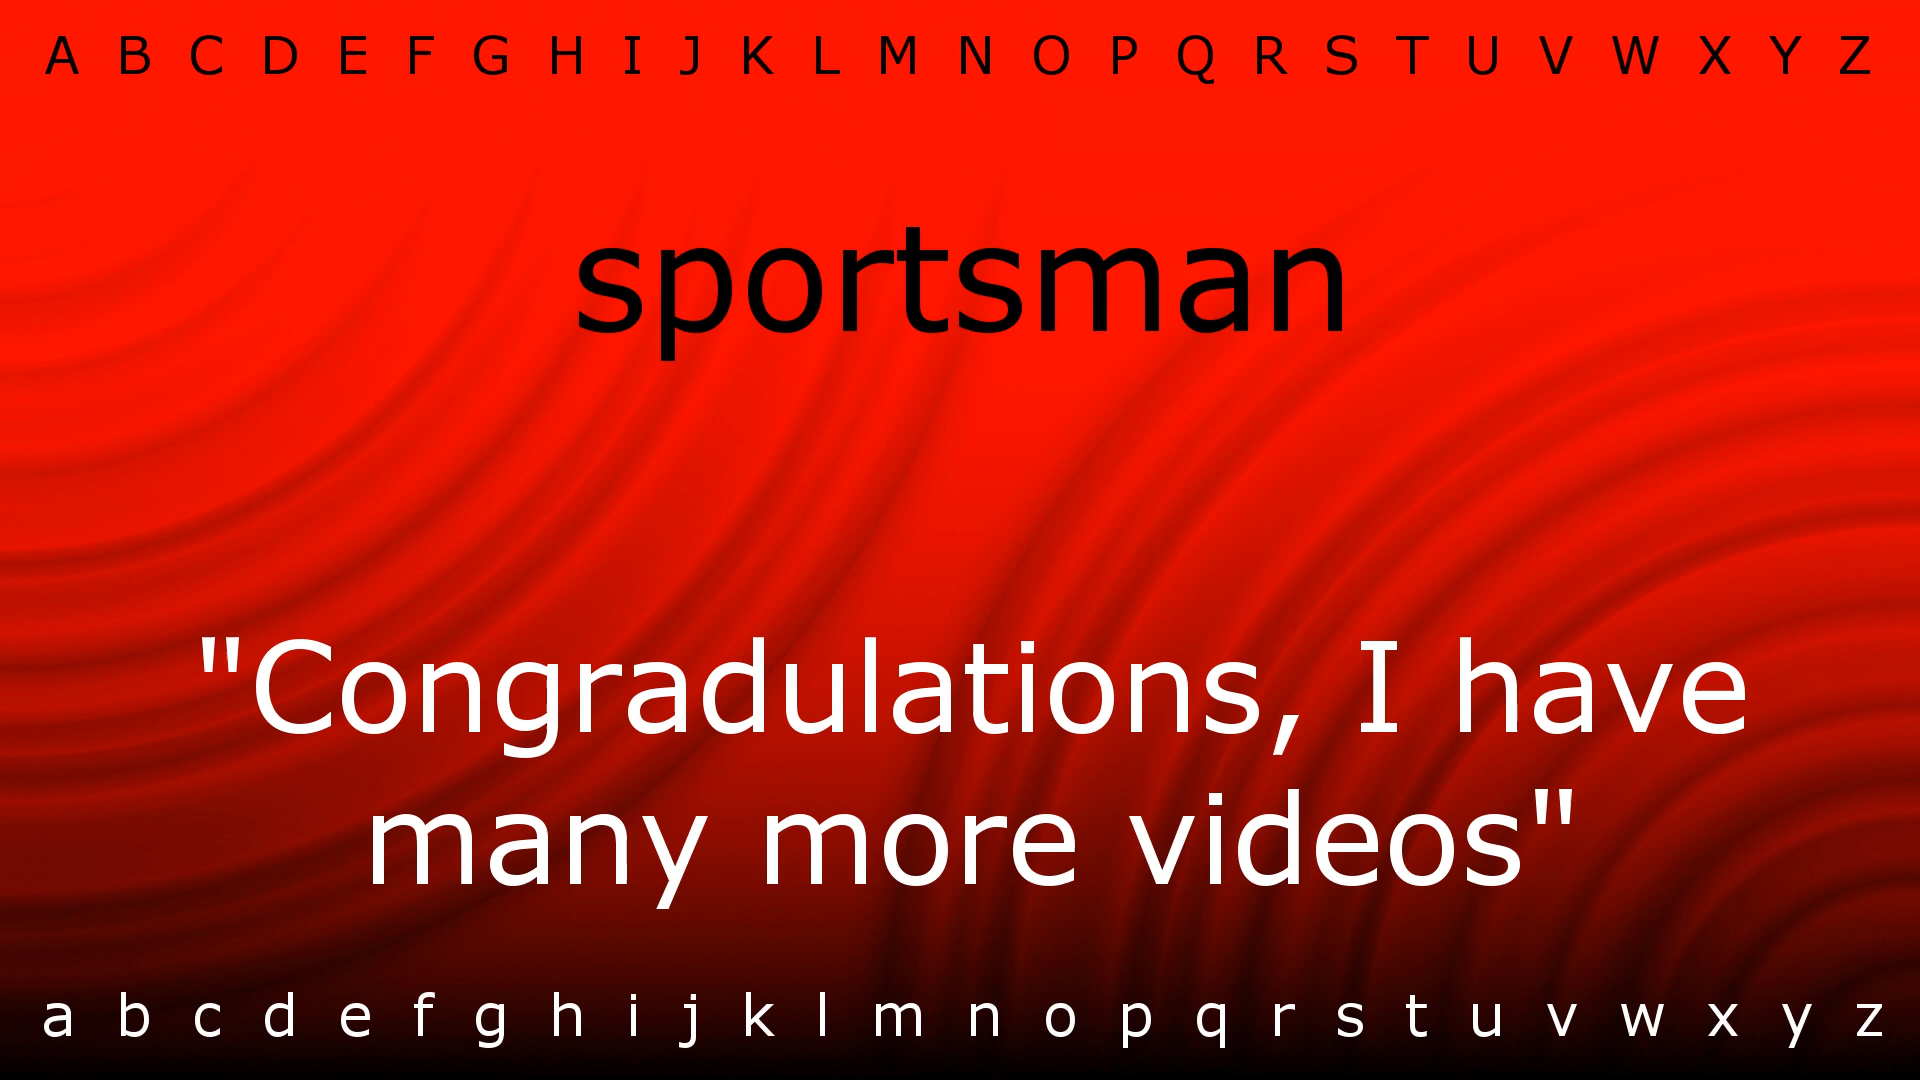 A B C D E F G H I J K L M N O P Q R S T U V W X Y Z
sportsman
"Congradulations, I have
many more videos"
a b c d e f g h i j k l m n o p q r s t u v w x y z